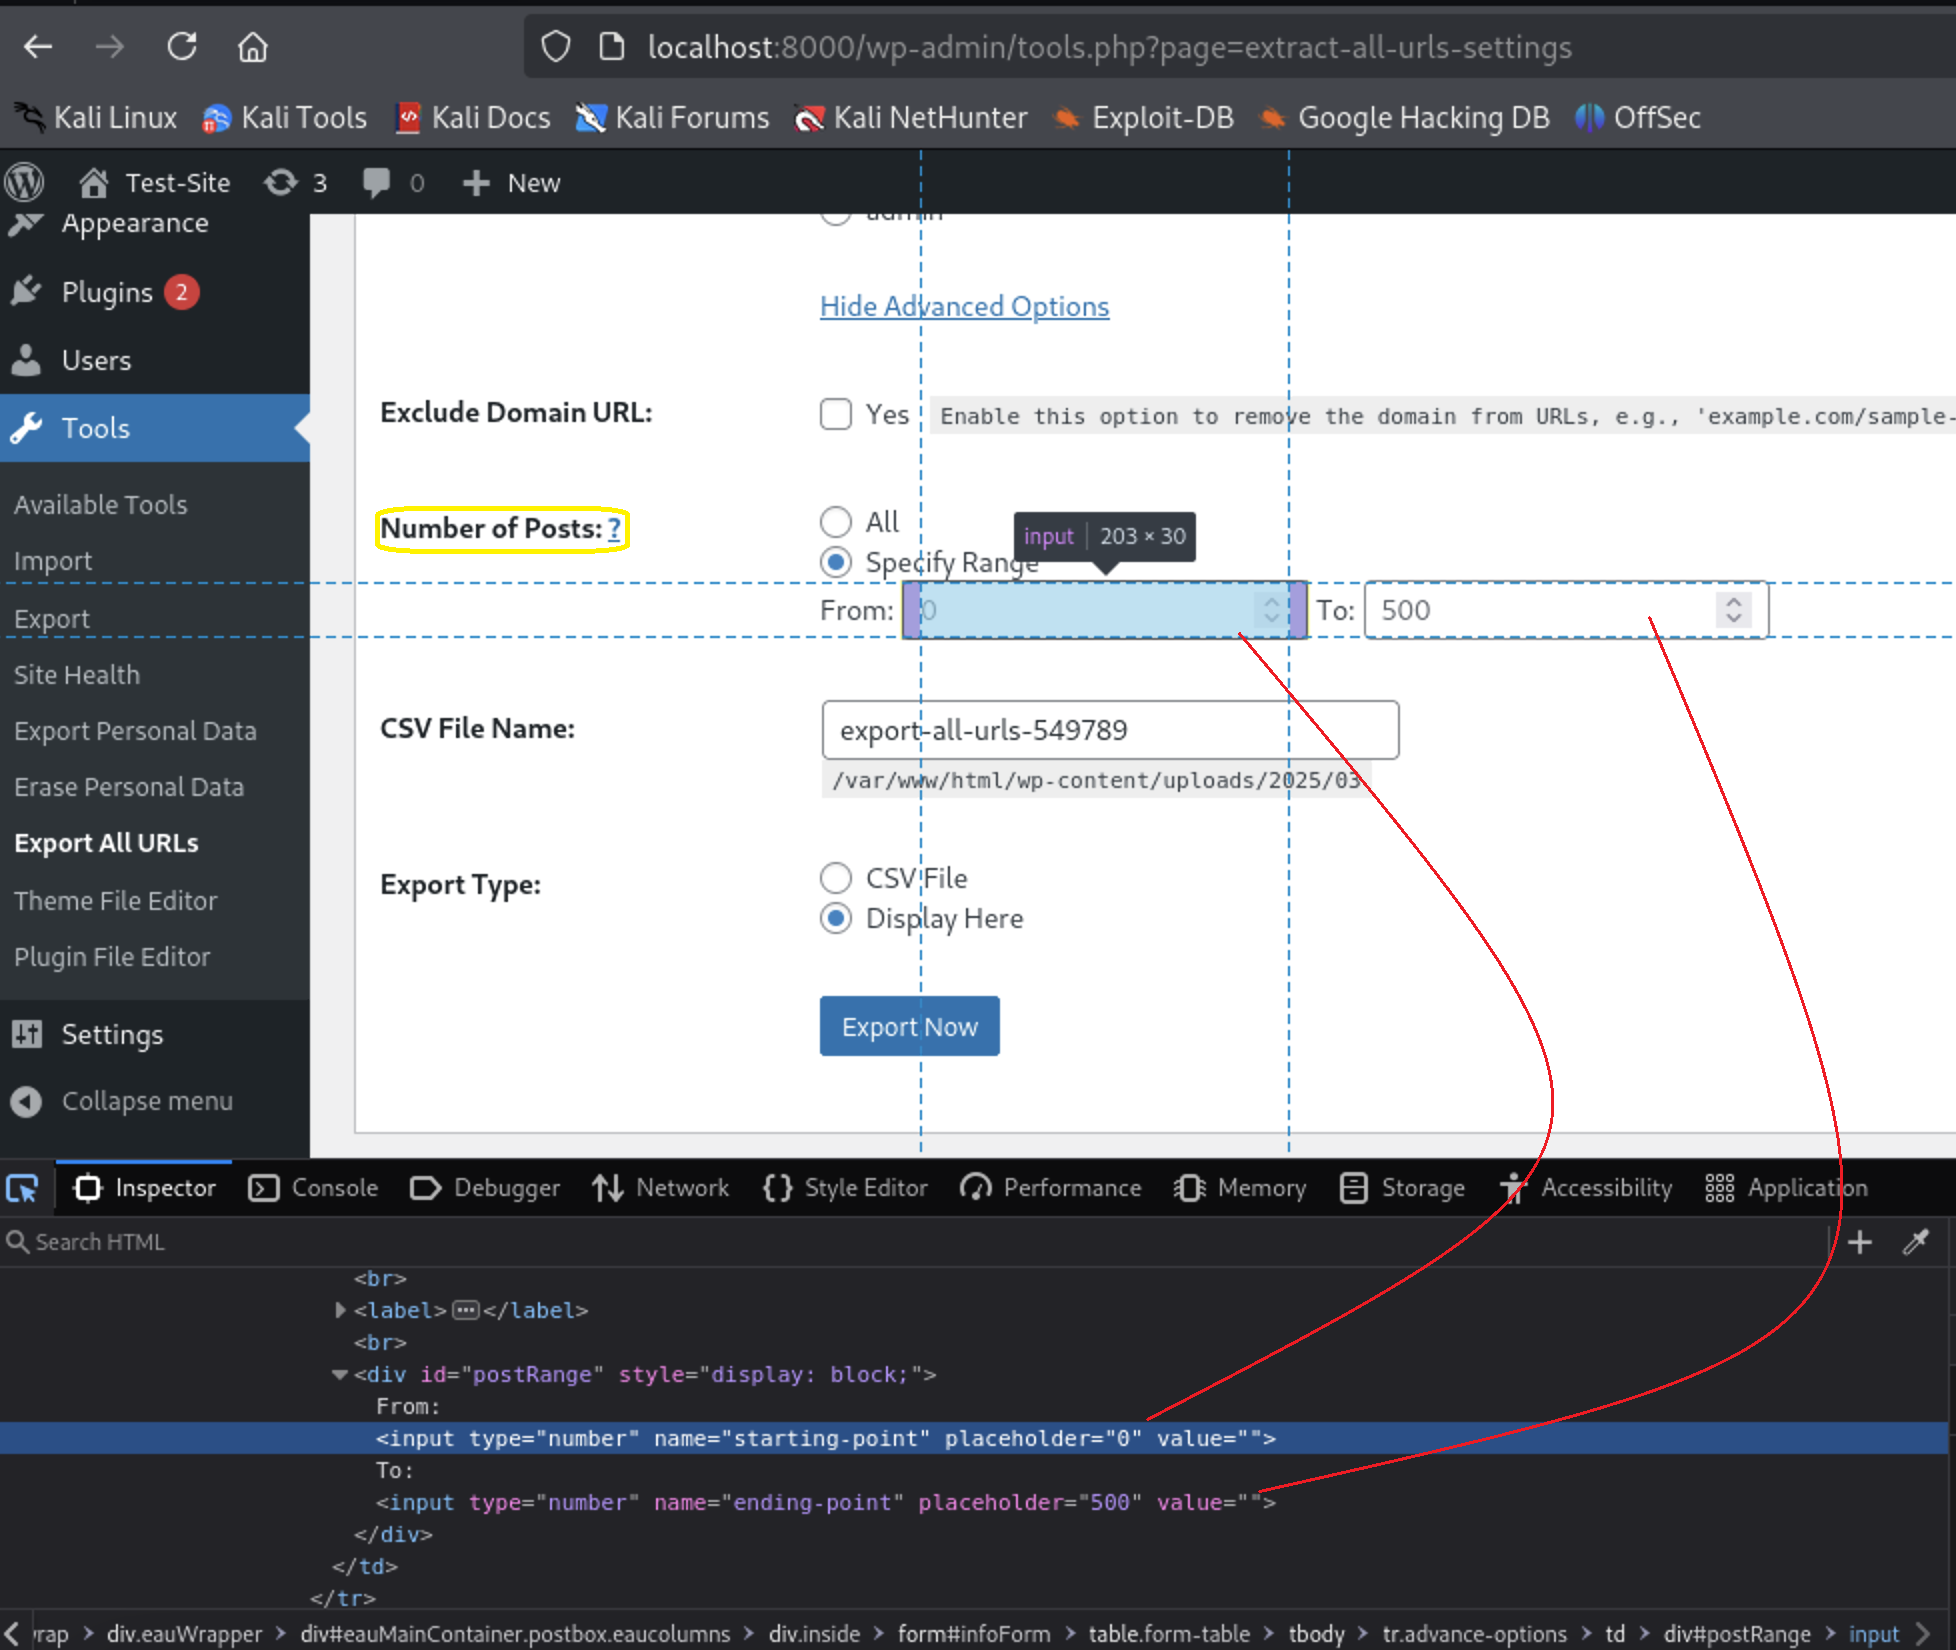 localhost:8000/wp-admin/tools.php?page=extract-all-urls-settings
Kali Linux Kali Tools Kali Docs Kali Forums Kali NetHunter Exploit-DB Google Hacking DB OffSec
Test-Site 3 0 New
Appearance
Plugins 2
Users
Tools
Available Tools
Import
Export
Site Health
Export Personal Data
Erase Personal Data
Export All URLs
Theme File Editor
Plugin File Editor
Settings
Collapse menu
admin
Hide Advanced Options
Exclude Domain URL: Yes Enable this option to remove the domain from URLs, e.g., 'example.com/sample-
Number of Posts: ? All
input 203 × 30
Specify Range
From: 0 To: 500
CSV File Name: export-all-urls-549789
/var/www/html/wp-content/uploads/2025/03
Export Type: CSV File
Display Here
Export Now
Inspector Console Debugger Network Style Editor Performance Memory Storage Accessibility Application
Search HTML
<br>
<label></label>
<br>
<div id="postRange" style="display: block;">
From:
<input type="number" name="starting-point" placeholder="0" value="">
To:
<input type="number" name="ending-point" placeholder="500" value="">
</div>
</td>
</tr>
rap > div.eauWrapper > div#eauMainContainer.postbox.eaucolumns > div.inside > form#infoForm > table.form-table > tbody > tr.advance-options > td > div#postRange > input